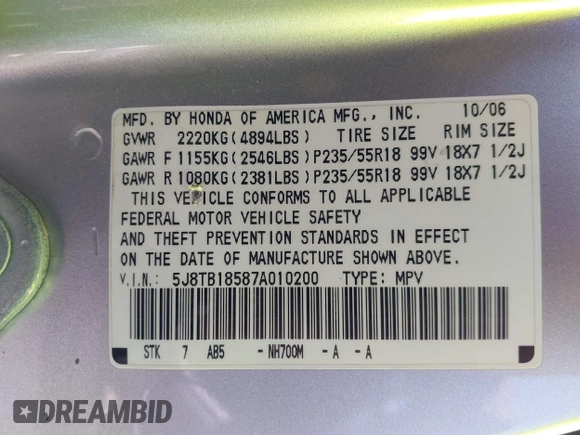 MFD. BY HONDA OF AMERICA MFG., INC. 10/06
GVWR 2220KG(4894LBS) TIRE SIZE RIM SIZE
GAWR F 1155KG(2546LBS) P235/55R18 99V 18X7 1/2J
GAWR R 1080KG(2381LBS) P235/55R18 99V 18X7 1/2J
THIS VEHICLE CONFORMS TO ALL APPLICABLE
FEDERAL MOTOR VEHICLE SAFETY
AND THEFT PREVENTION STANDARDS IN EFFECT
ON THE DATE OF MANUFACTURE SHOWN ABOVE.
V.I.N.: 5J8TB18587A010200 TYPE: MPV
STK 7 AB5 -NH700M -A -A
DREAMBID